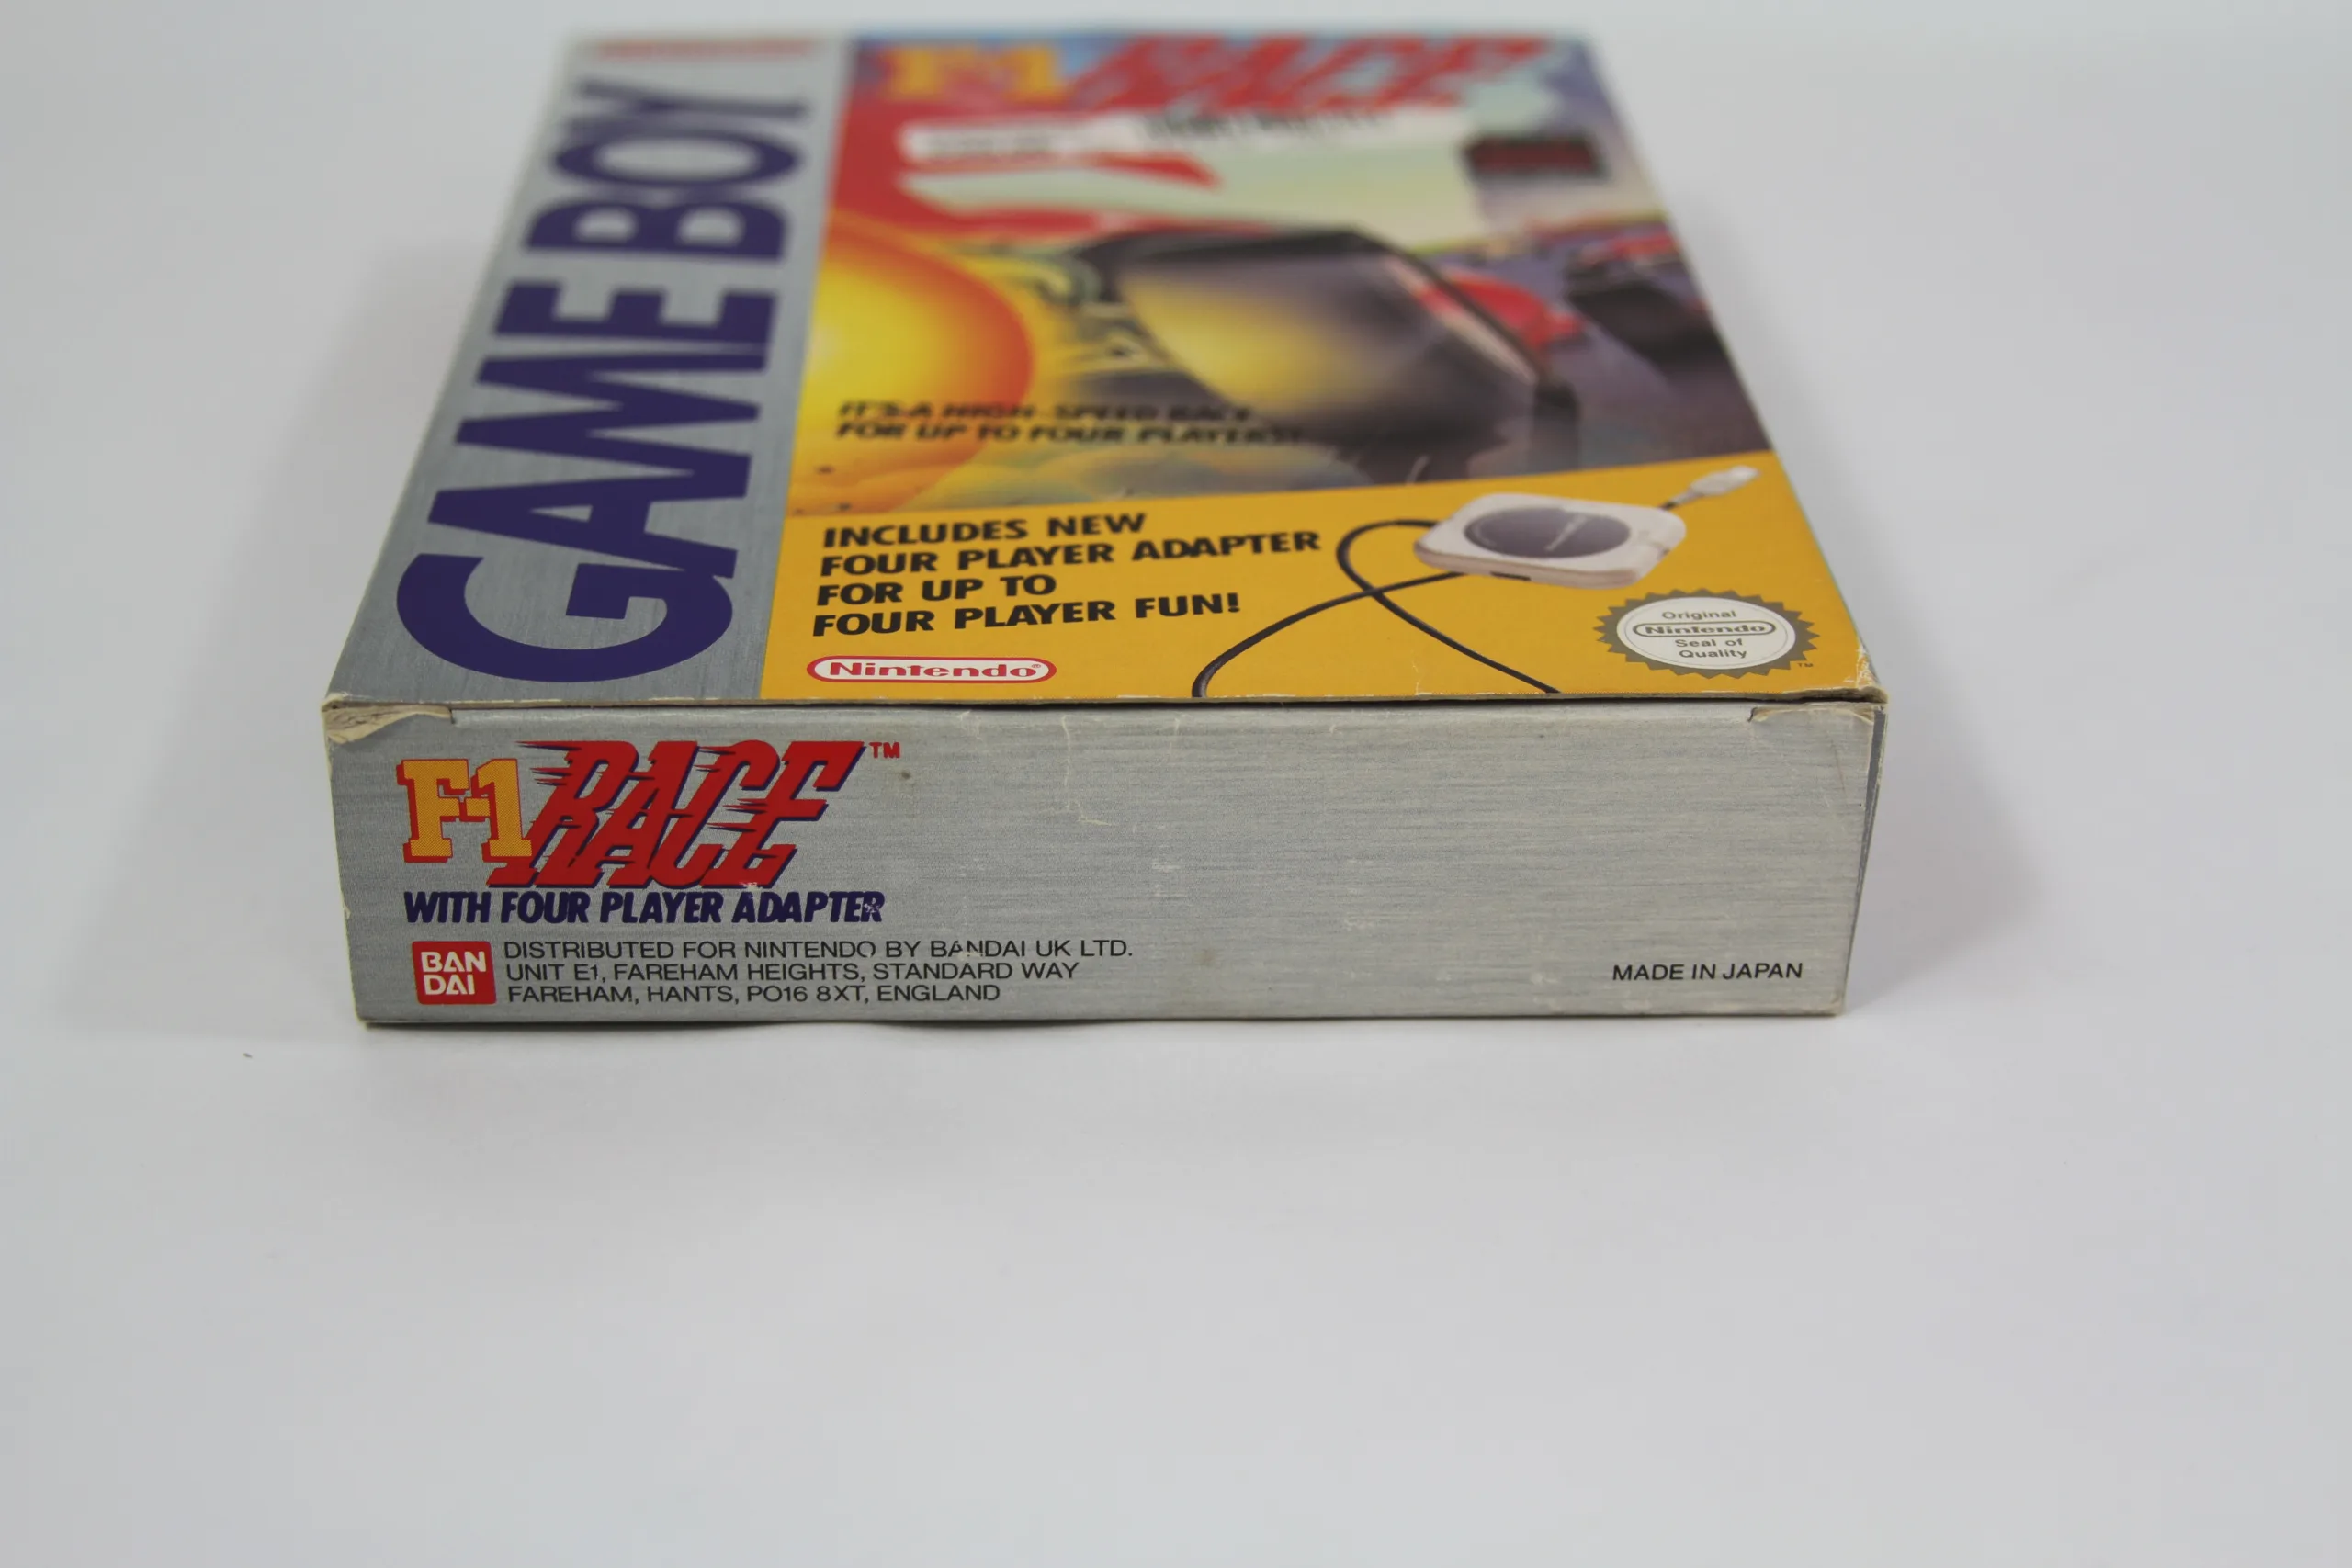 GAME BOY
F-1 RACE
IT'S A HIGH-SPEED RACE
FOR UP TO FOUR PLAYERS!
INCLUDES NEW
FOUR PLAYER ADAPTER
FOR UP TO
FOUR PLAYER FUN!
Nintendo®
Original
Nintendo
Seal of
Quality
TM
F-1 RACE™
WITH FOUR PLAYER ADAPTER
BAN
DAI
DISTRIBUTED FOR NINTENDO BY BANDAI UK LTD.
UNIT E1, FAREHAM HEIGHTS, STANDARD WAY
FAREHAM, HANTS, PO16 8XT, ENGLAND
MADE IN JAPAN